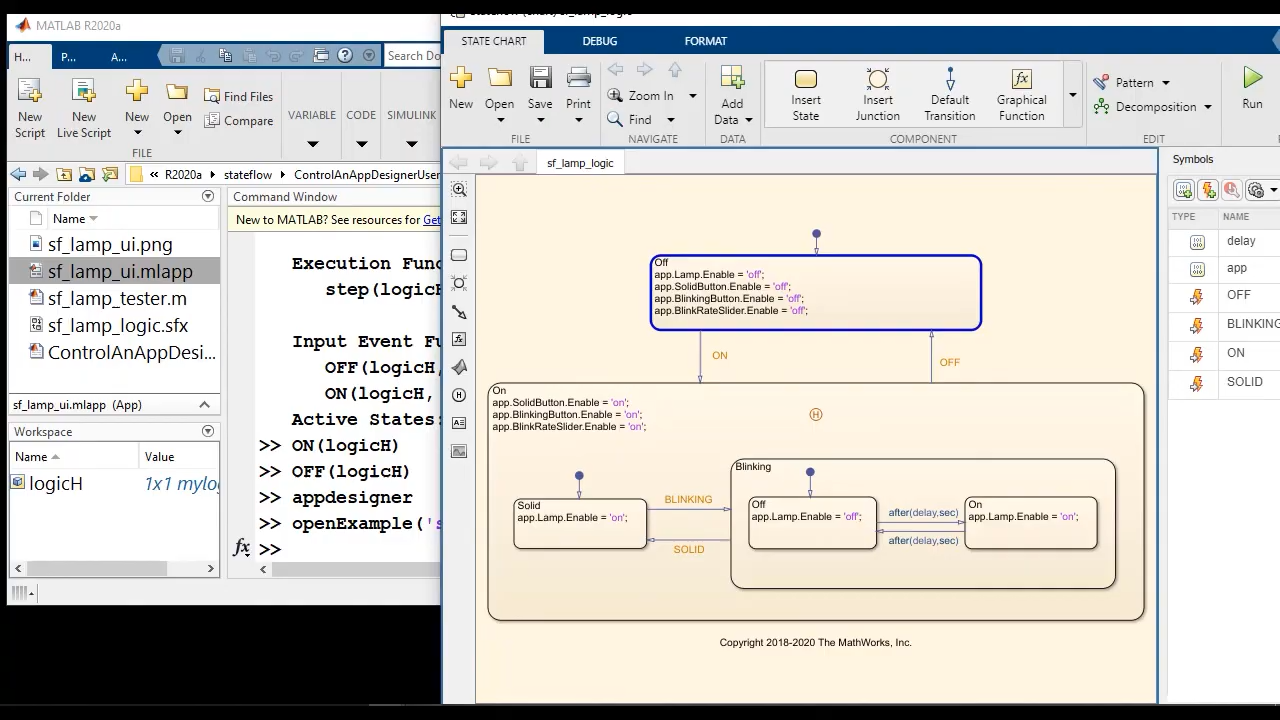 MATLAB R2020a
H...
P...
A...
Search Do
New
Script
New
Live Script
New
Open
Find Files
Compare
FILE
VARIABLE
CODE
SIMULINK
« R2020a › stateflow › ControlAnAppDesignerUser
Current Folder
Name
sf_lamp_ui.png
sf_lamp_ui.mlapp
sf_lamp_tester.m
sf_lamp_logic.sfx
ControlAnAppDesi...
sf_lamp_ui.mlapp (App)
Workspace
Name
Value
logicH
1x1 mylog
Command Window
New to MATLAB? See resources for Get
Execution Func
step(logicH
Input Event Fu
OFF(logicH,
ON(logicH,
Active States:
>> ON(logicH)
>> OFF(logicH)
>> appdesigner
>> openExample('s
fx >>
STATE CHART
DEBUG
FORMAT
New
Open
Save
Print
FILE
Zoom In
Find
NAVIGATE
Add
Data
DATA
Insert
State
Insert
Junction
Default
Transition
Graphical
Function
COMPONENT
Pattern
Decomposition
EDIT
Run
sf_lamp_logic
Off
app.Lamp.Enable = 'off';
app.SolidButton.Enable = 'off';
app.BlinkingButton.Enable = 'off';
app.BlinkRateSlider.Enable = 'off';
ON
OFF
On
app.SolidButton.Enable = 'on';
app.BlinkingButton.Enable = 'on';
app.BlinkRateSlider.Enable = 'on';
H
Solid
app.Lamp.Enable = 'on';
BLINKING
SOLID
Blinking
Off
app.Lamp.Enable = 'off';
after(delay,sec)
after(delay,sec)
On
app.Lamp.Enable = 'on';
Copyright 2018-2020 The MathWorks, Inc.
Symbols
TYPE
NAME
delay
app
OFF
BLINKING
ON
SOLID